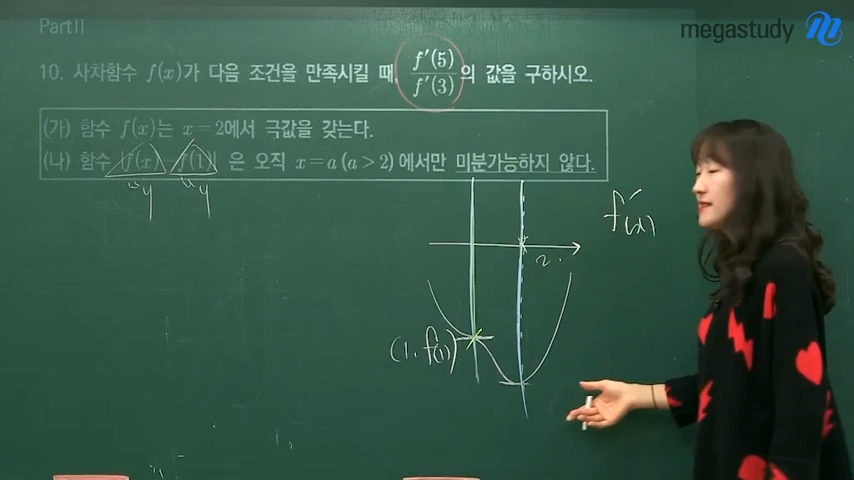 PartⅡ
megastudy
10. 사차함수 f(x)가 다음 조건을 만족시킬 때, f′(5)/f′(3)의 값을 구하시오.
(가) 함수 f(x)는 x=2에서 극값을 갖는다.
(나) 함수 |f(x)-f(1)|은 오직 x=a(a>2)에서만 미분가능하지 않다.
y y
f′(x)
2
(1, f(1))